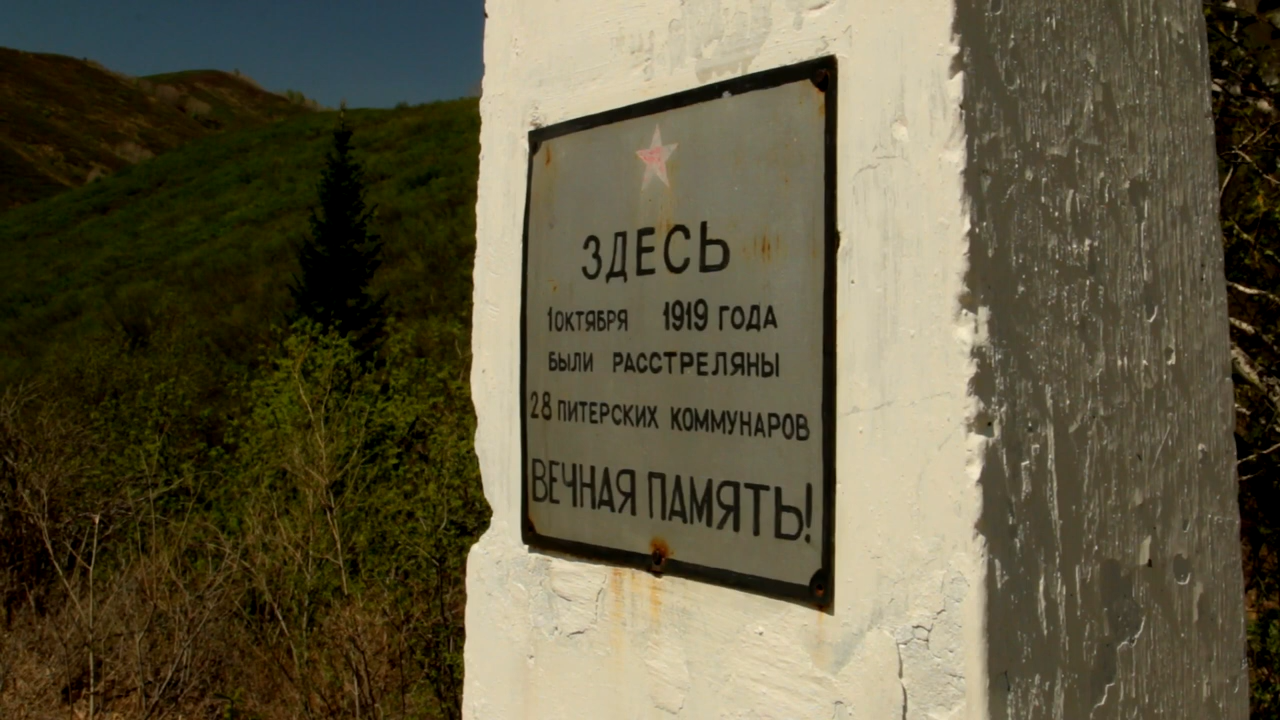 ЗДЕСЬ
1 ОКТЯБРЯ 1919 ГОДА
БЫЛИ РАССТРЕЛЯНЫ
28 ПИТЕРСКИХ КОММУНАРОВ
ВЕЧНАЯ ПАМЯТЬ!